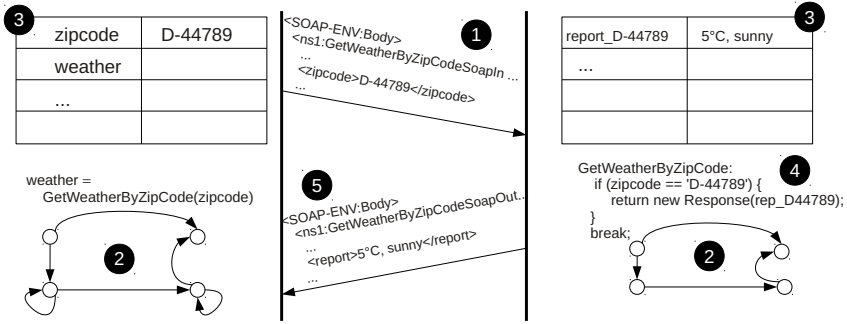 3
zipcode D-44789
weather
...
weather =
GetWeatherByZipCode(zipcode)
2
<SOAP-ENV:Body>
<ns1:GetWeatherByZipCodeSoapIn ...
...
<zipcode>D-44789</zipcode>
...
1
5
<SOAP-ENV:Body>
<ns1:GetWeatherByZipCodeSoapOut...
...
<report>5°C, sunny</report>
...
3
report_D-44789 5°C, sunny
...
GetWeatherByZipCode:
if (zipcode == 'D-44789') {
return new Response(rep_D44789);
}
break;
4
2